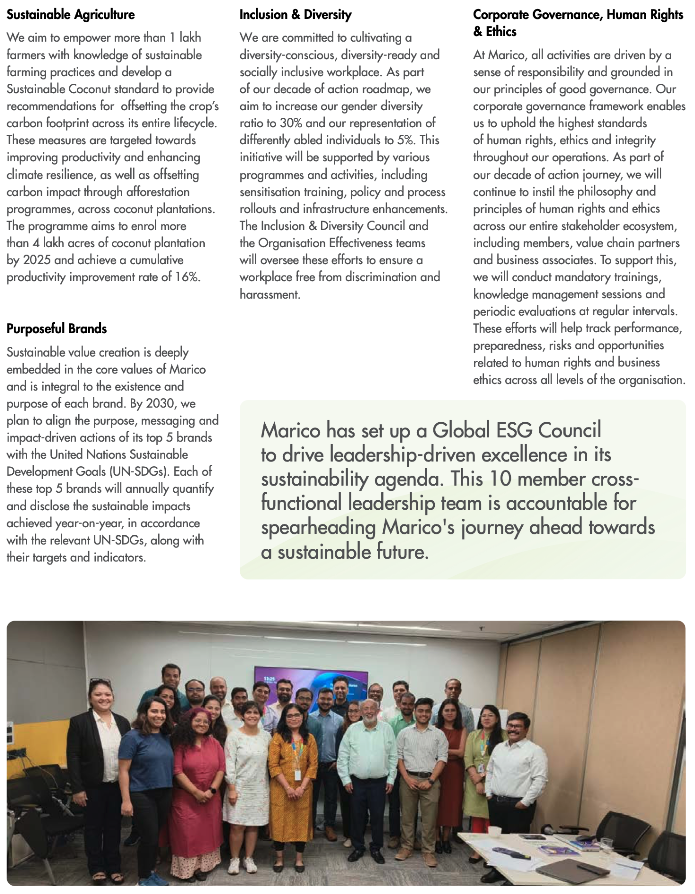 Sustainable Agriculture
We aim to empower more than 1 lakh
farmers with knowledge of sustainable
farming practices and develop a
Sustainable Coconut standard to provide
recommendations for offsetting the crop's
carbon footprint across its entire lifecycle.
These measures are targeted towards
improving productivity and enhancing
climate resilience, as well as offsetting
carbon impact through afforestation
programmes, across coconut plantations.
The programme aims to enrol more
than 4 lakh acres of coconut plantation
by 2025 and achieve a cumulative
productivity improvement rate of 16%.
Purposeful Brands
Sustainable value creation is deeply
embedded in the core values of Marico
and is integral to the existence and
purpose of each brand. By 2030, we
plan to align the purpose, messaging and
impact-driven actions of its top 5 brands
with the United Nations Sustainable
Development Goals (UN-SDGs). Each of
these top 5 brands will annually quantify
and disclose the sustainable impacts
achieved year-on-year, in accordance
with the relevant UN-SDGs, along with
their targets and indicators.
Inclusion & Diversity
We are committed to cultivating a
diversity-conscious, diversity-ready and
socially inclusive workplace. As part
of our decade of action roadmap, we
aim to increase our gender diversity
ratio to 30% and our representation of
differently abled individuals to 5%. This
initiative will be supported by various
programmes and activities, including
sensitisation training, policy and process
rollouts and infrastructure enhancements.
The Inclusion & Diversity Council and
the Organisation Effectiveness teams
will oversee these efforts to ensure a
workplace free from discrimination and
harassment.
Corporate Governance, Human Rights
& Ethics
At Marico, all activities are driven by a
sense of responsibility and grounded in
our principles of good governance. Our
corporate governance framework enables
us to uphold the highest standards
of human rights, ethics and integrity
throughout our operations. As part of
our decade of action journey, we will
continue to instil the philosophy and
principles of human rights and ethics
across our entire stakeholder ecosystem,
including members, value chain partners
and business associates. To support this,
we will conduct mandatory trainings,
knowledge management sessions and
periodic evaluations at regular intervals.
These efforts will help track performance,
preparedness, risks and opportunities
related to human rights and business
ethics across all levels of the organisation.
Marico has set up a Global ESG Council
to drive leadership-driven excellence in its
sustainability agenda. This 10 member cross-
functional leadership team is accountable for
spearheading Marico's journey ahead towards
a sustainable future.